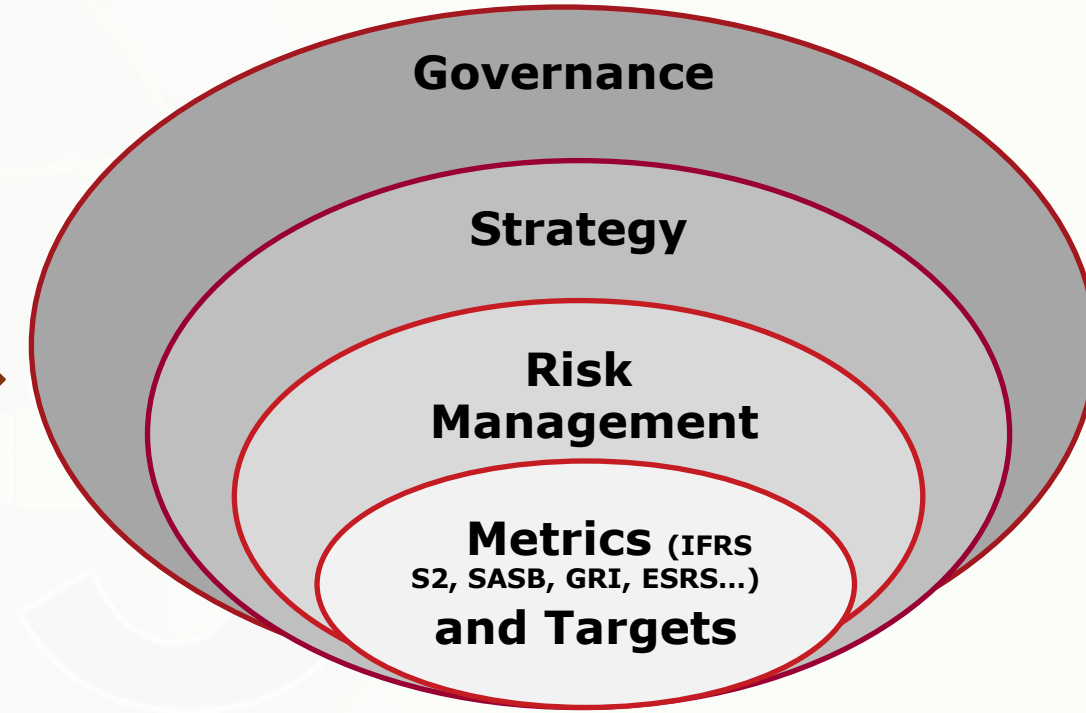 Governance
Strategy
Risk
Management
Metrics (IFRS
S2, SASB, GRI, ESRS...)
and Targets